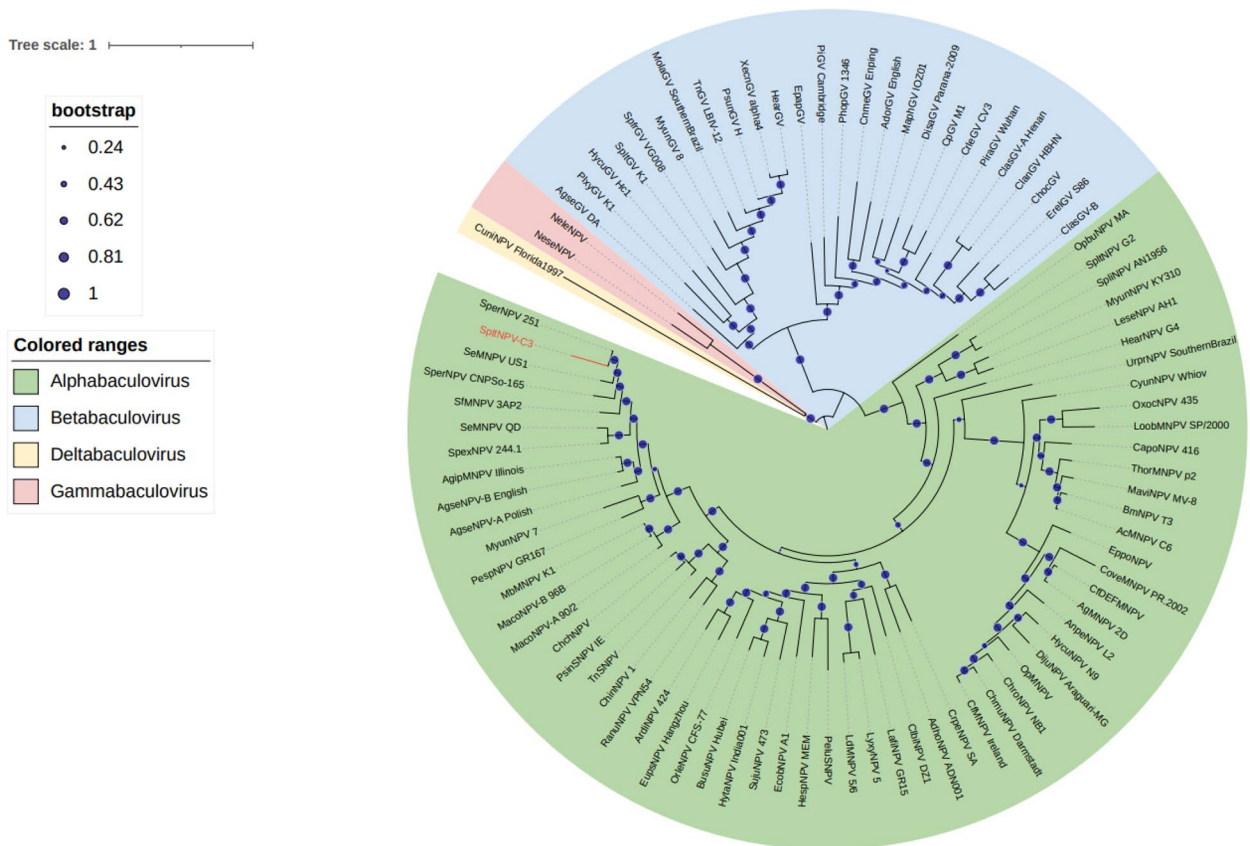 Tree scale: 1
bootstrap
0.24
0.43
0.62
0.81
1
Colored ranges
Alphabaculovirus
Betabaculovirus
Deltabaculovirus
Gammabaculovirus
CuniNPV Florida1997
NeseNPV
NeleNPV
AgseGV DA
PlxyGV K1
HycuGV Hc1
SpltGV K1
SpfrGV VG008
MyunGV 8
MolaGV SouthernBrazil
TnGV LBIV-12
PsunGV H
XecnGV alpha4
HearGV
EpapGV
PiGV Cambridge
PhopGV 1346
CnmeGV Enping
AdorGV English
MaphGV IOZ01
DisaGV Parana-2009
CpGV M1
CrleGV CV3
PiraGV Wuhan
ClasGV-A Henan
ClanGV HBHN
ChocGV
ErelGV S86
ClasGV-B
OpbuNPV MA
SpltNPV G2
SpliNPV AN1956
MyunNPV KY310
LeseNPV AH1
HearNPV G4
UrprNPV SouthernBrazil
CyunNPV Whiov
OxocNPV 435
LoobMNPV SP/2000
CapoNPV 416
ThorMNPV p2
MaviNPV MV-8
BmNPV T3
AcMNPV C6
EppoNPV
CoveMNPV PR.2002
CfDEFMNPV
AgMNPV 2D
AnpeNPV L2
HycuNPV N9
DijuNPV Araguari-MG
OpMNPV
ChroNPV NB1
ChmuNPV Darmstadt
CfMNPV Ireland
CrpeNPV SA
AdhoNPV ADN001
ClbiNPV DZ1
LafiNPV GR15
LyxyNPV 5
LdMNPV 5/6
PeluSNPV
HespNPV MEM
EcobNPV A1
SujuNPV 473
HytaNPV India001
BusuNPV Hubei
OrleNPV CFS-77
EupsNPV Hangzhou
ArdiNPV 424
RanuNPV VPN54
ChinNPV 1
TnSNPV
PsinSNPV IE
ChchNPV
MacoNPV-A 90/2
MacoNPV-B 96B
MbMNPV K1
PespNPV GR167
MyunNPV 7
AgseNPV-A Polish
AgseNPV-B English
AgipMNPV Illinois
SpexNPV 244.1
SeMNPV QD
SfMNPV 3AP2
SperNPV CNPSo-165
SeMNPV US1
SpltNPV-C3
SperNPV 251